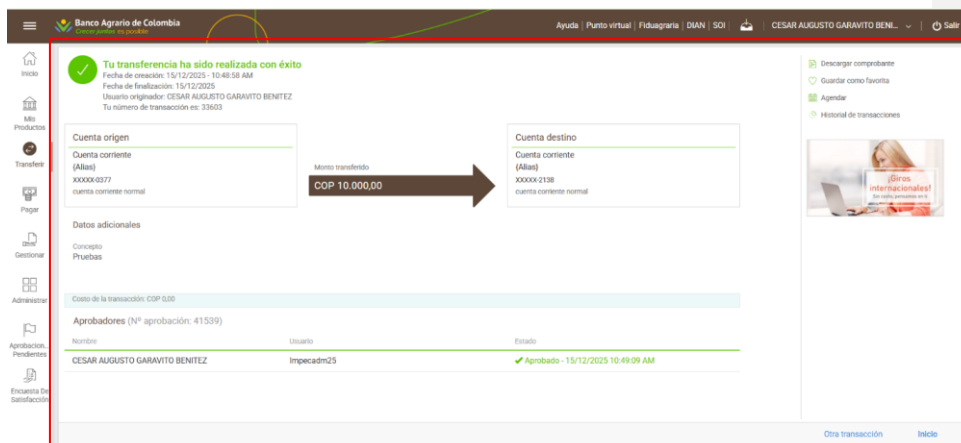 Banco Agrario de Colombia
Crecer juntos es posible
Ayuda | Punto virtual | Fiduagraria | DIAN | SOI | CESAR AUGUSTO GARAVITO BENI... | Salir
Inicio
Mis
Productos
Transferir
Pagar
Gestionar
Administrar
Aprobacion...
Pendientes
Encuesta De
Satisfacción
Tu transferencia ha sido realizada con éxito
Fecha de creación: 15/12/2025 - 10:48:58 AM
Fecha de finalización: 15/12/2025
Usuario originador: CESAR AUGUSTO GARAVITO BENITEZ
Tu número de transacción es: 33603
Cuenta origen
Cuenta corriente
(Alias)
XXXXX-0377
cuenta corriente normal
Monto transferido
COP 10.000,00
Cuenta destino
Cuenta corriente
(Alias)
XXXXX-2138
cuenta corriente normal
Datos adicionales
Concepto
Pruebas
Costo de la transacción: COP 0,00
Aprobadores (Nº aprobación: 41539)
Nombre Usuario Estado
CESAR AUGUSTO GARAVITO BENITEZ Impecadm25 Aprobado - 15/12/2025 10:49:09 AM
Descargar comprobante
Guardar como favorita
Agendar
Historial de transacciones
¡Giros
internacionales!
Otra transacción Inicio